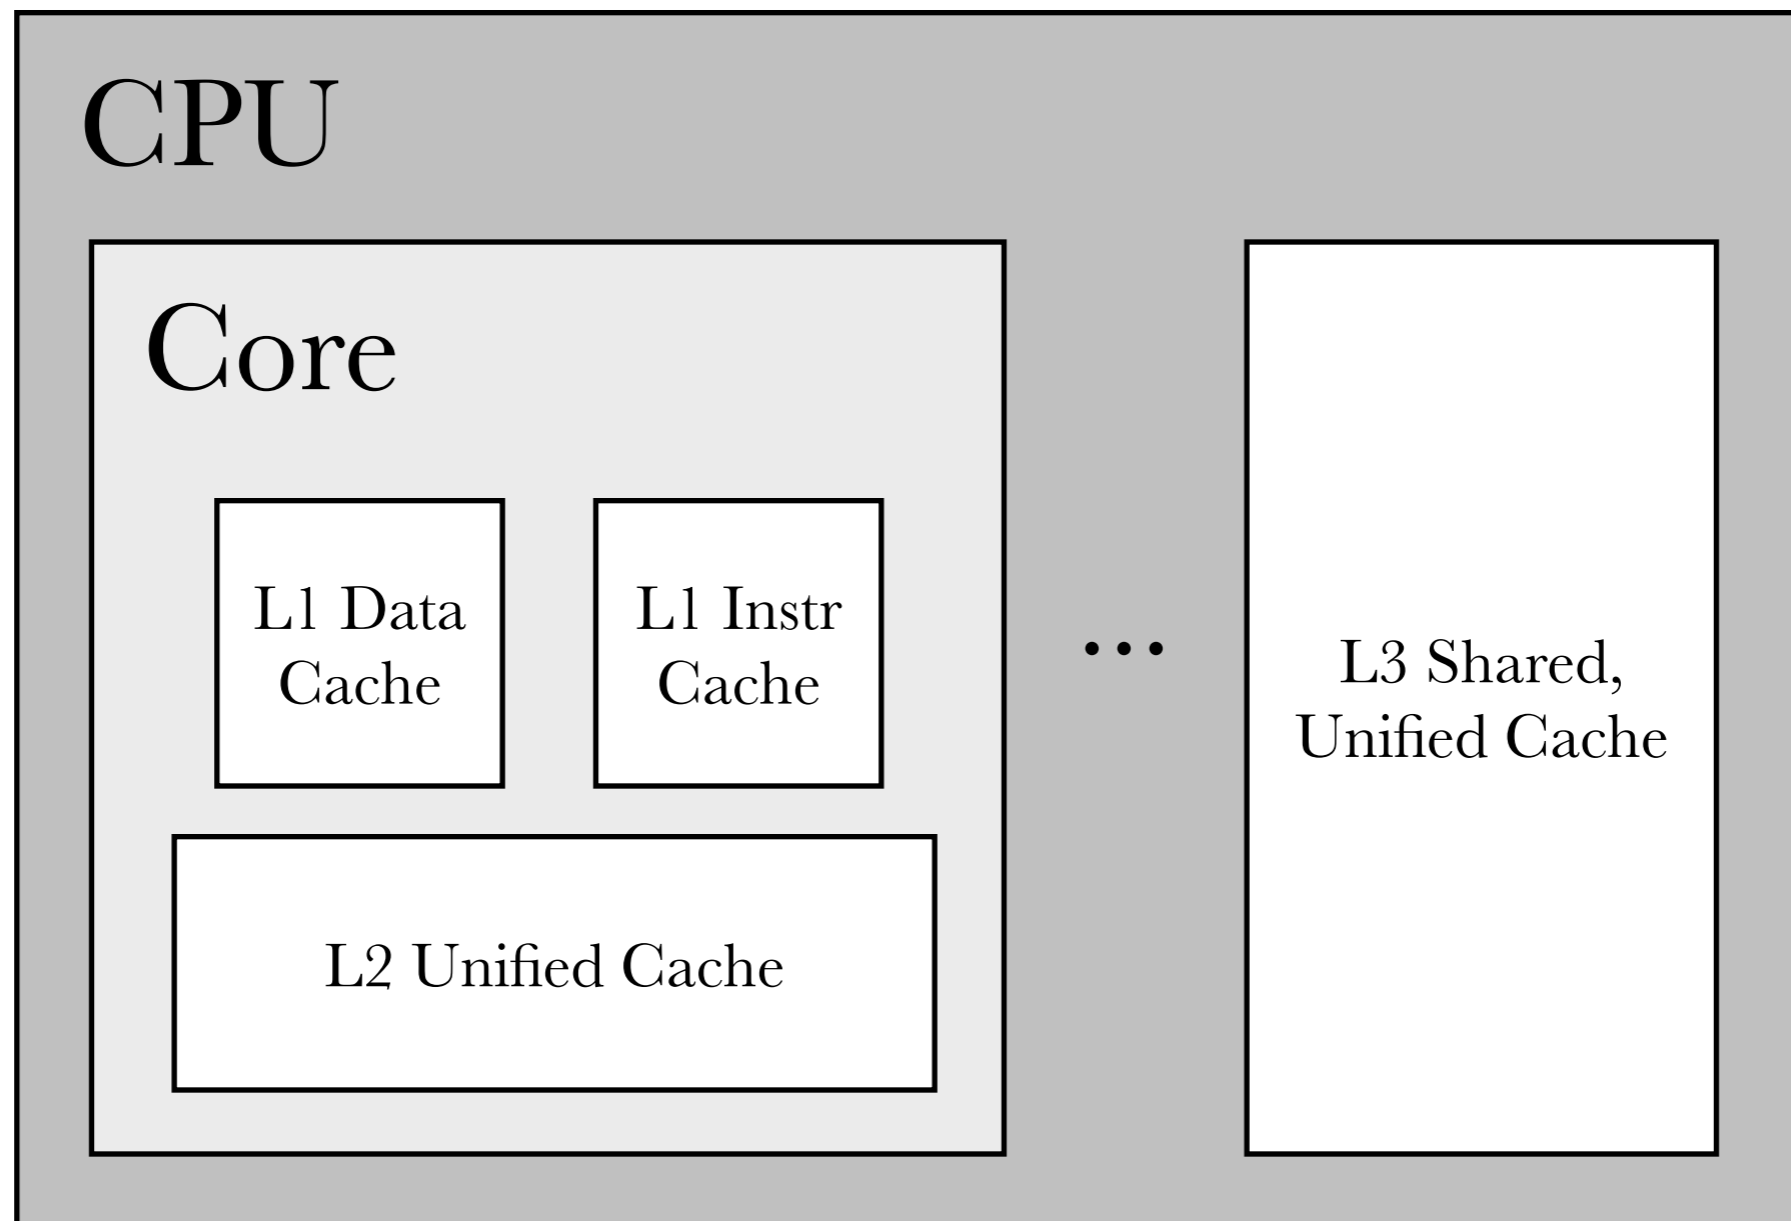 CPU
Core
L1 Data
Cache
L1 Instr
Cache
L2 Unified Cache
...
L3 Shared,
Unified Cache